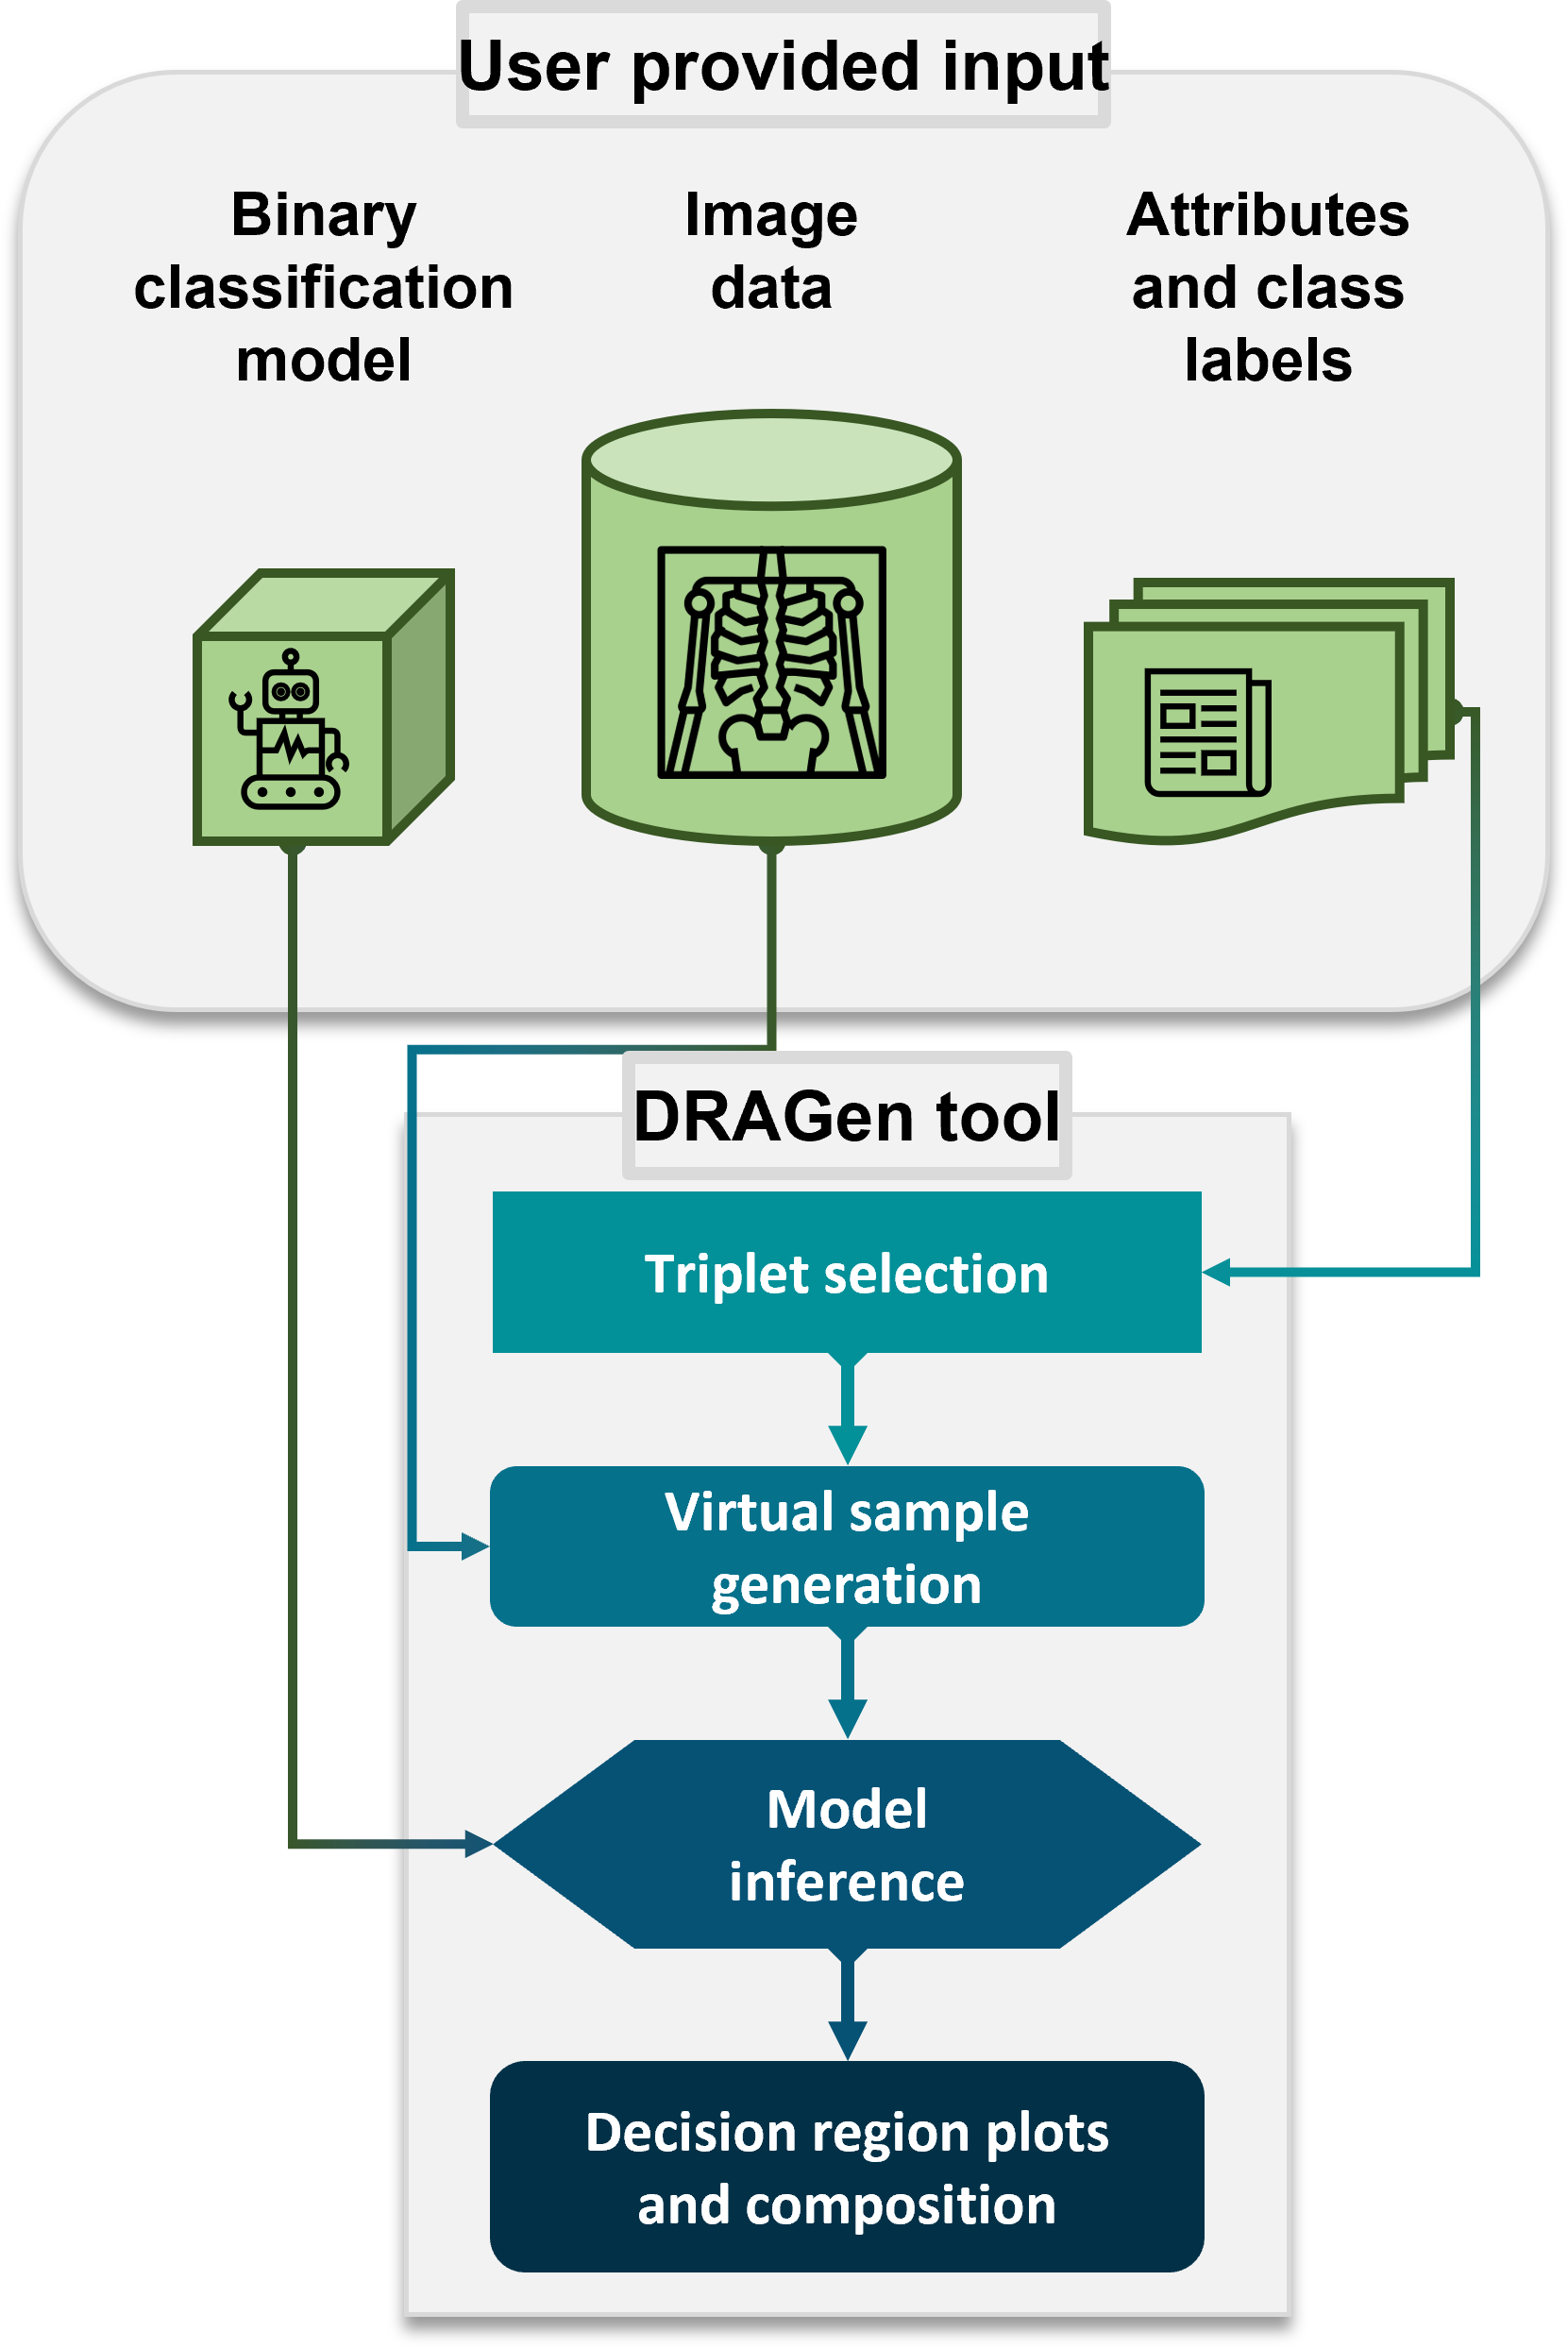 User provided input
Binary
classification
model
Image
data
Attributes
and class
labels
DRAGen tool
Triplet selection
Virtual sample
generation
Model
inference
Decision region plots
and composition